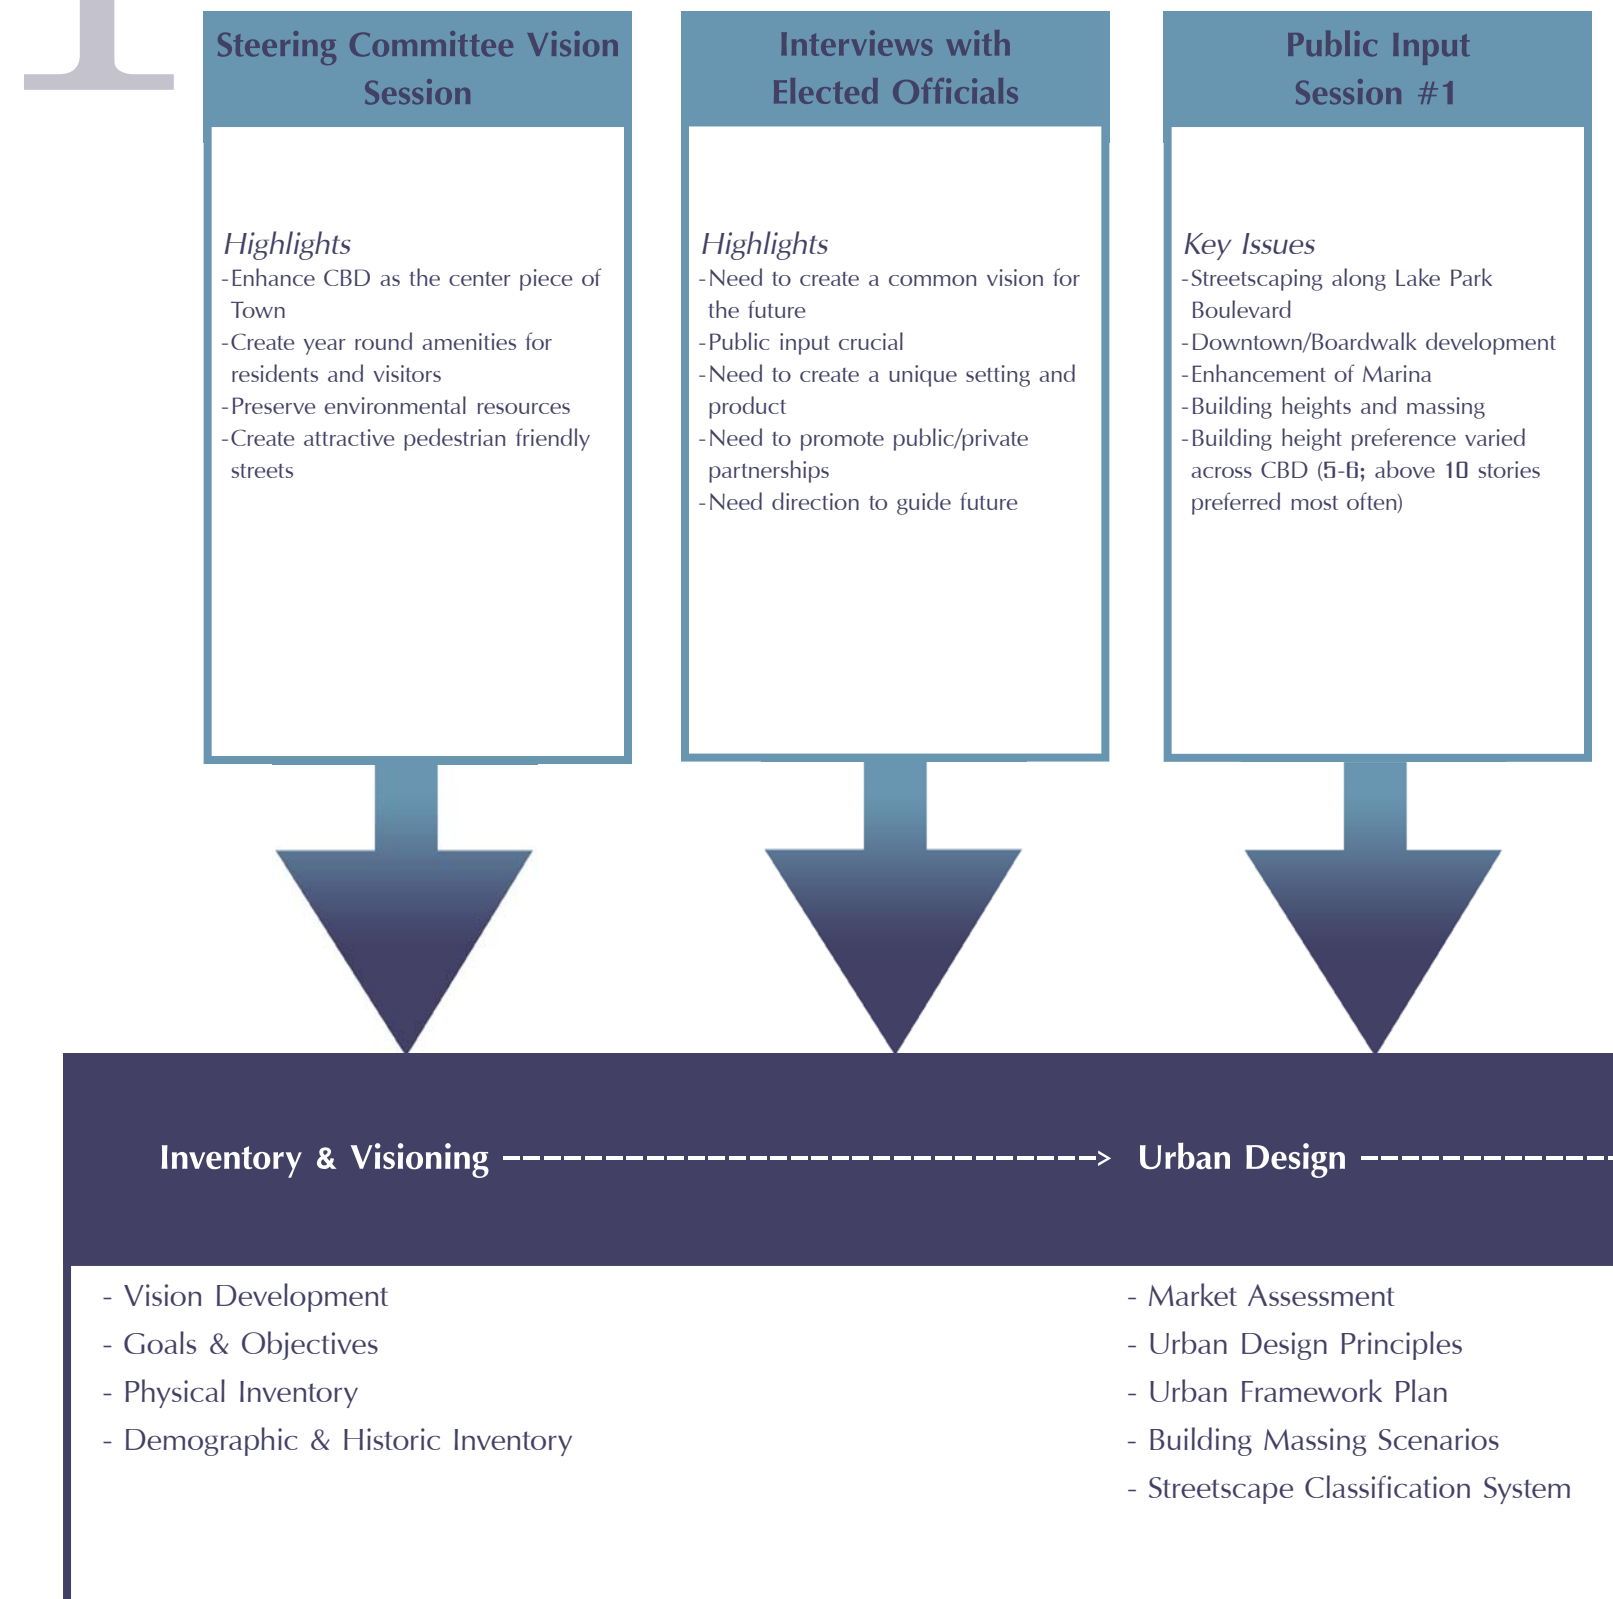 1
Steering Committee Vision
Session
Highlights
-Enhance CBD as the center piece of
Town
-Create year round amenities for
residents and visitors
-Preserve environmental resources
-Create attractive pedestrian friendly
streets
Interviews with
Elected Officials
Highlights
-Need to create a common vision for
the future
-Public input crucial
-Need to create a unique setting and
product
-Need to promote public/private
partnerships
-Need direction to guide future
Public Input
Session #1
Key Issues
-Streetscaping along Lake Park
Boulevard
-Downtown/Boardwalk development
-Enhancement of Marina
-Building heights and massing
-Building height preference varied
across CBD (5-6; above 10 stories
preferred most often)
Inventory & Visioning
- Vision Development
- Goals & Objectives
- Physical Inventory
- Demographic & Historic Inventory
Urban Design
- Market Assessment
- Urban Design Principles
- Urban Framework Plan
- Building Massing Scenarios
- Streetscape Classification System